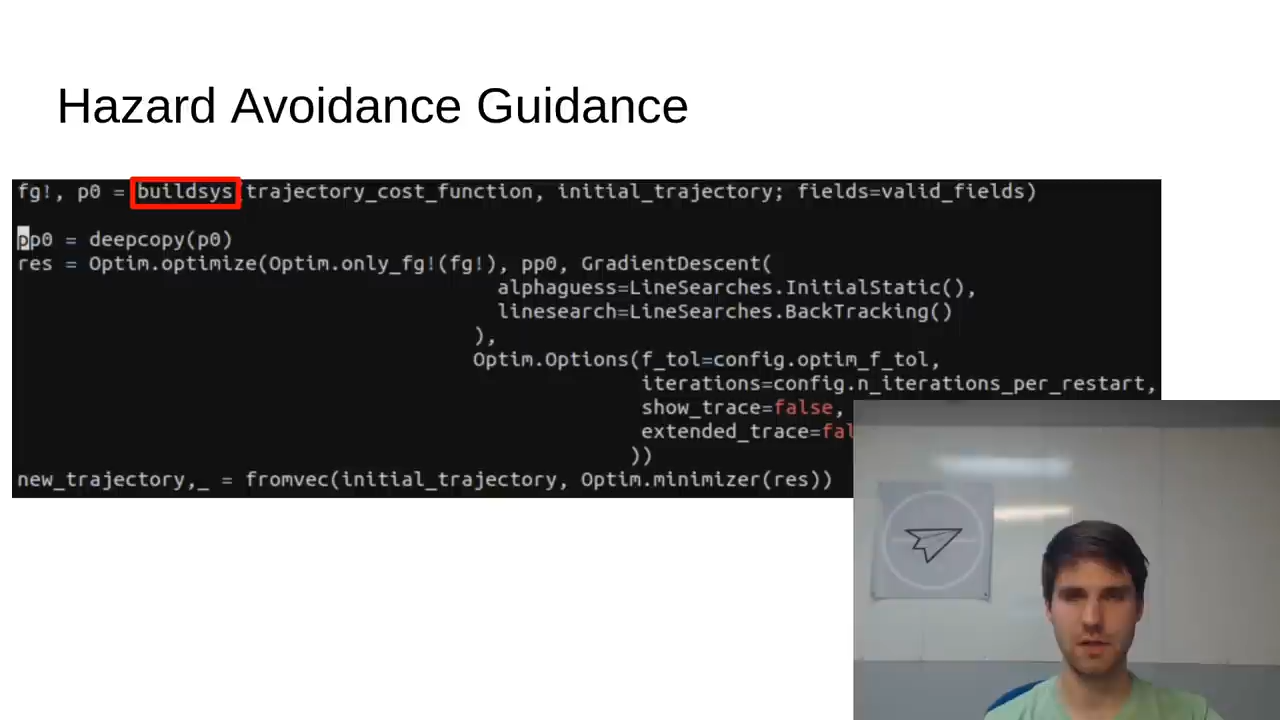 Hazard Avoidance Guidance
fg!, p0 = buildsys(trajectory_cost_function, initial_trajectory; fields=valid_fields)
pp0 = deepcopy(p0)
res = Optim.optimize(Optim.only_fg!(fg!), pp0, GradientDescent(
alphaguess=LineSearches.InitialStatic(),
linesearch=LineSearches.BackTracking()
),
Optim.Options(f_tol=config.optim_f_tol,
iterations=config.n_iterations_per_restart,
show_trace=false,
extended_trace=fal
))
new_trajectory,_ = fromvec(initial_trajectory, Optim.minimizer(res))